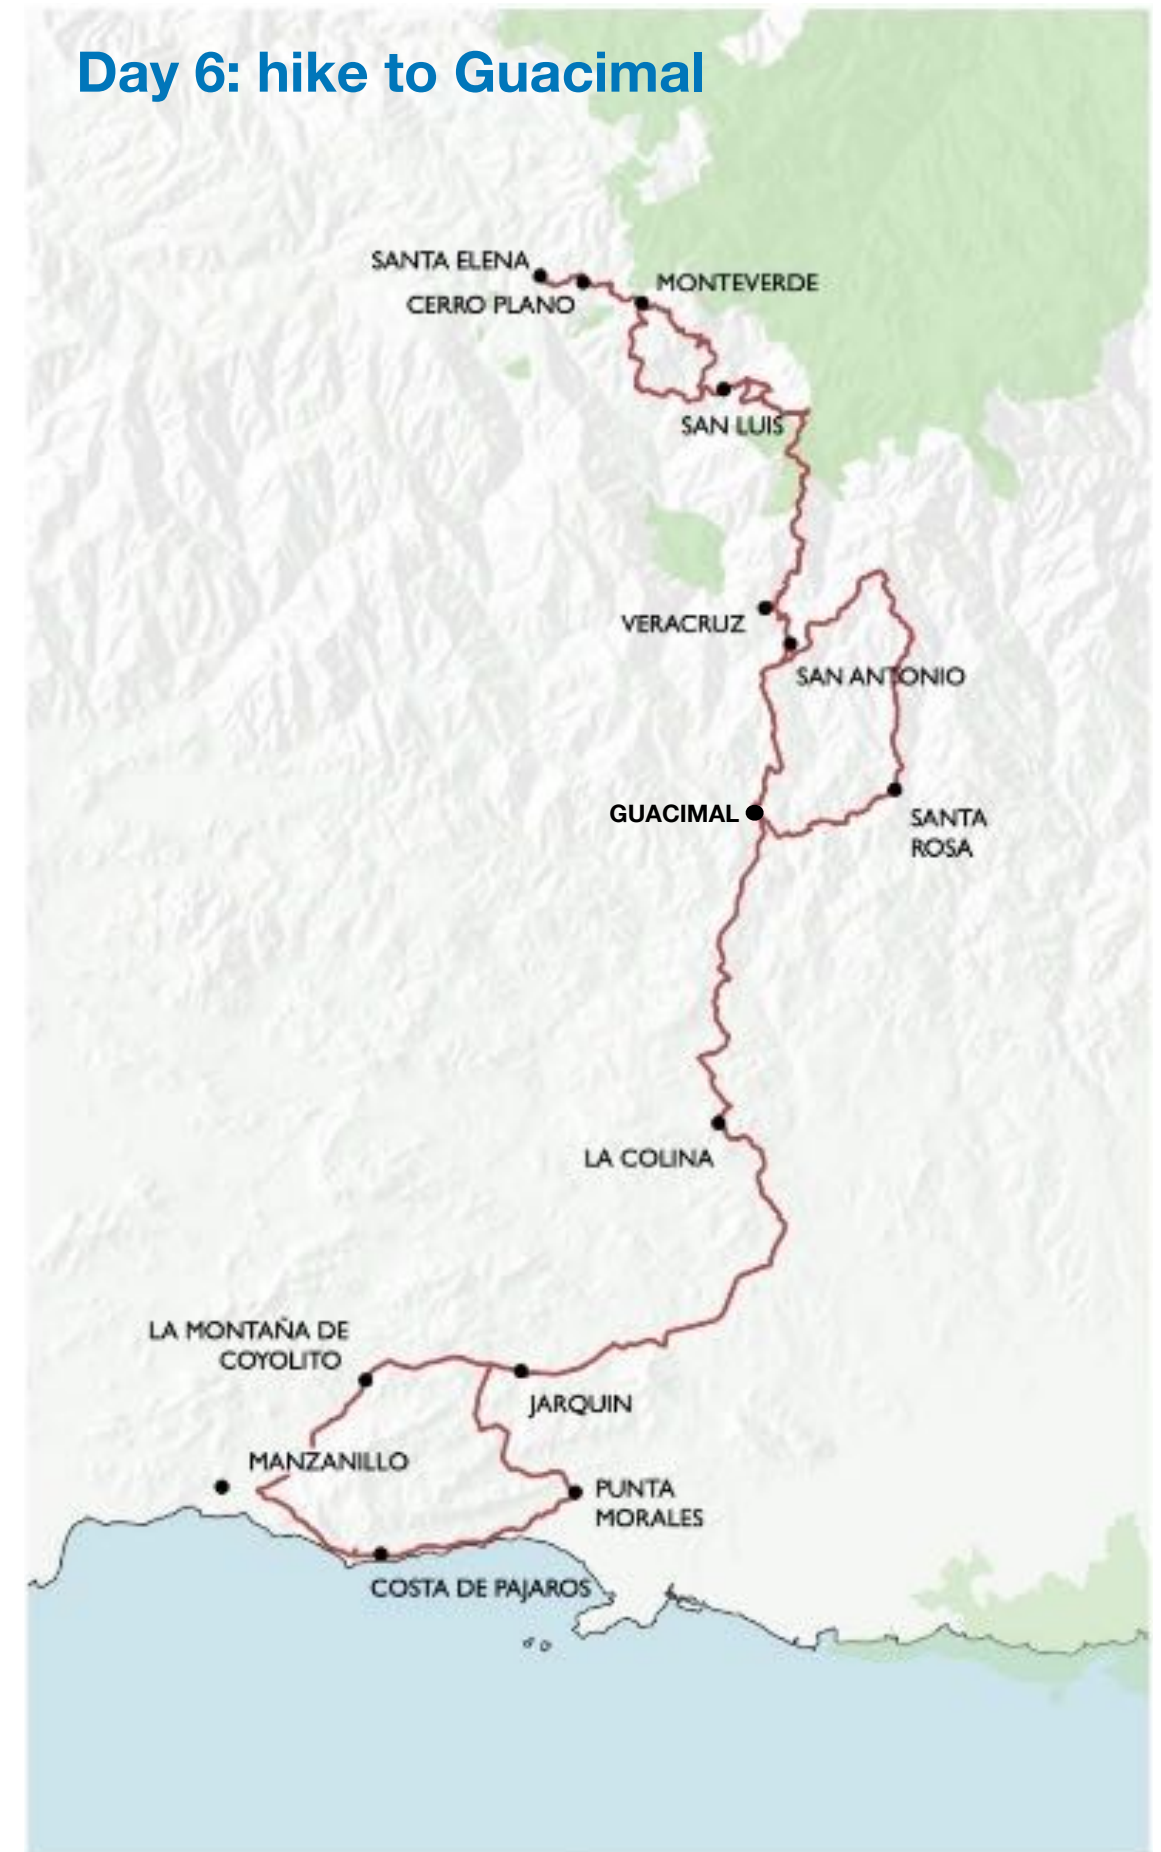 Day 6: hike to Guacimal
SANTA ELENA
MONTEVERDE
CERRO PLANO
SAN LUIS
VERACRUZ
SAN ANTONIO
GUACIMAL
SANTA
ROSA
LA COLINA
LA MONTAÑA DE
COYOLITO
JARQUIN
MANZANILLO
PUNTA
MORALES
COSTA DE PAJAROS